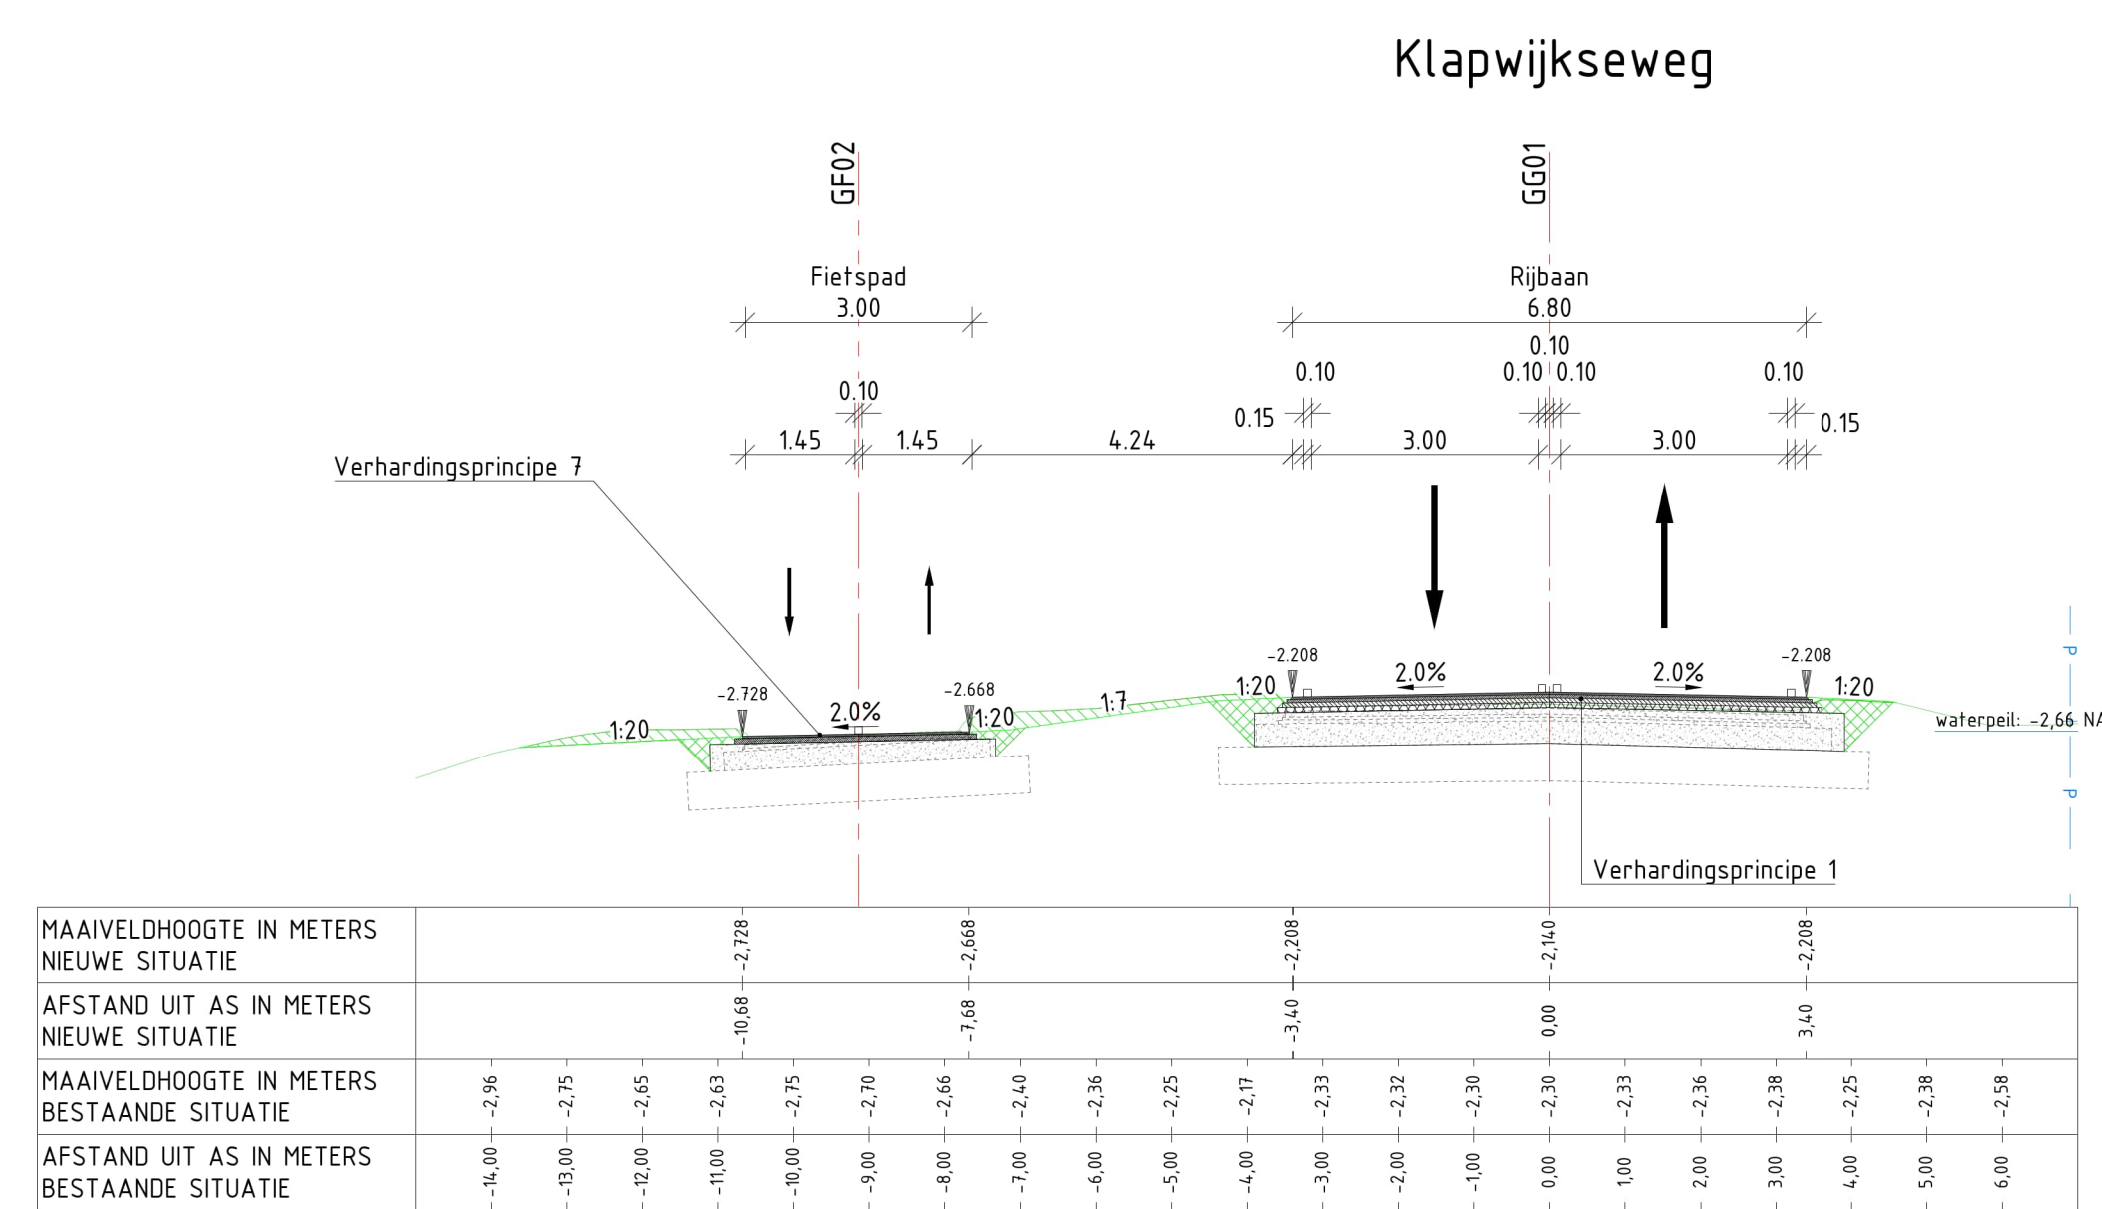 Klapwijkseweg
GF02
GG01
Fietspad
3.00
Rijbaan
6.80
0.10
0.10
0.10 0.10
0.10
0.10
0.15
0.15
1.45
1.45
4.24
3.00
3.00
Verhardingsprincipe 7
-2.208
-2.208
-2.728
-2.668
2.0%
2.0%
2.0%
1:20
1:20
1:7
1:20
1:20
P
waterpeil: -2,66 NA
P
Verhardingsprincipe 1
MAAIVELDHOOGTE IN METERS
NIEUWE SITUATIE
-2,728 -2,668 -2,208 -2,140 -2,208
AFSTAND UIT AS IN METERS
NIEUWE SITUATIE
-10,68 -7,68 -3,40 0,00 3,40
MAAIVELDHOOGTE IN METERS
BESTAANDE SITUATIE
-2,96 -2,75 -2,65 -2,63 -2,75 -2,70 -2,66 -2,40 -2,36 -2,25 -2,17 -2,33 -2,32 -2,30 -2,30 -2,33 -2,36 -2,38 -2,25 -2,38 -2,58
AFSTAND UIT AS IN METERS
BESTAANDE SITUATIE
-14,00 -13,00 -12,00 -11,00 -10,00 -9,00 -8,00 -7,00 -6,00 -5,00 -4,00 -3,00 -2,00 -1,00 0,00 1,00 2,00 3,00 4,00 5,00 6,00